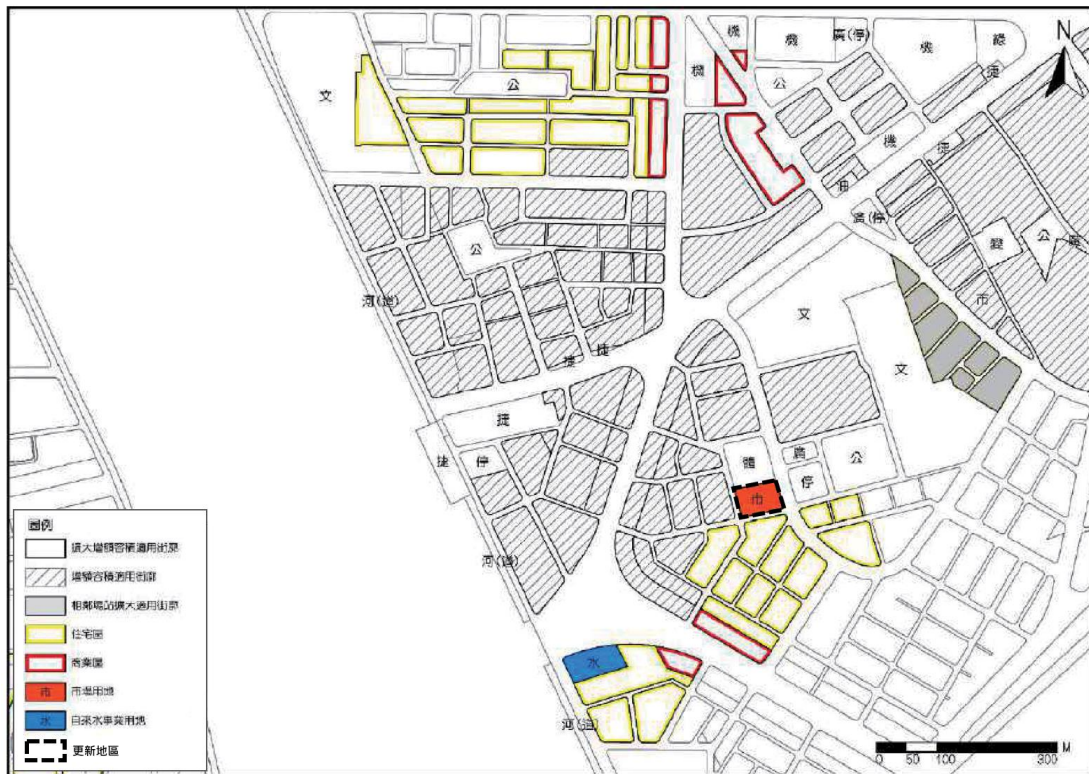 機
機
機
廣(停)
機
綠
N
捷
文
公
公
機
捷
廣(停)
變
公
公
市
河(道)
文
文
捷
捷
捷
停
體
廣
停
公
市
河(道)
水
河(道)
圖例
擴大增額容積適用街廓
增額容積適用街廓
相鄰場站擴大適用街廓
住宅區
商業區
市 市場用地
水 自來水事業用地
更新地區
0 50 100 300 M